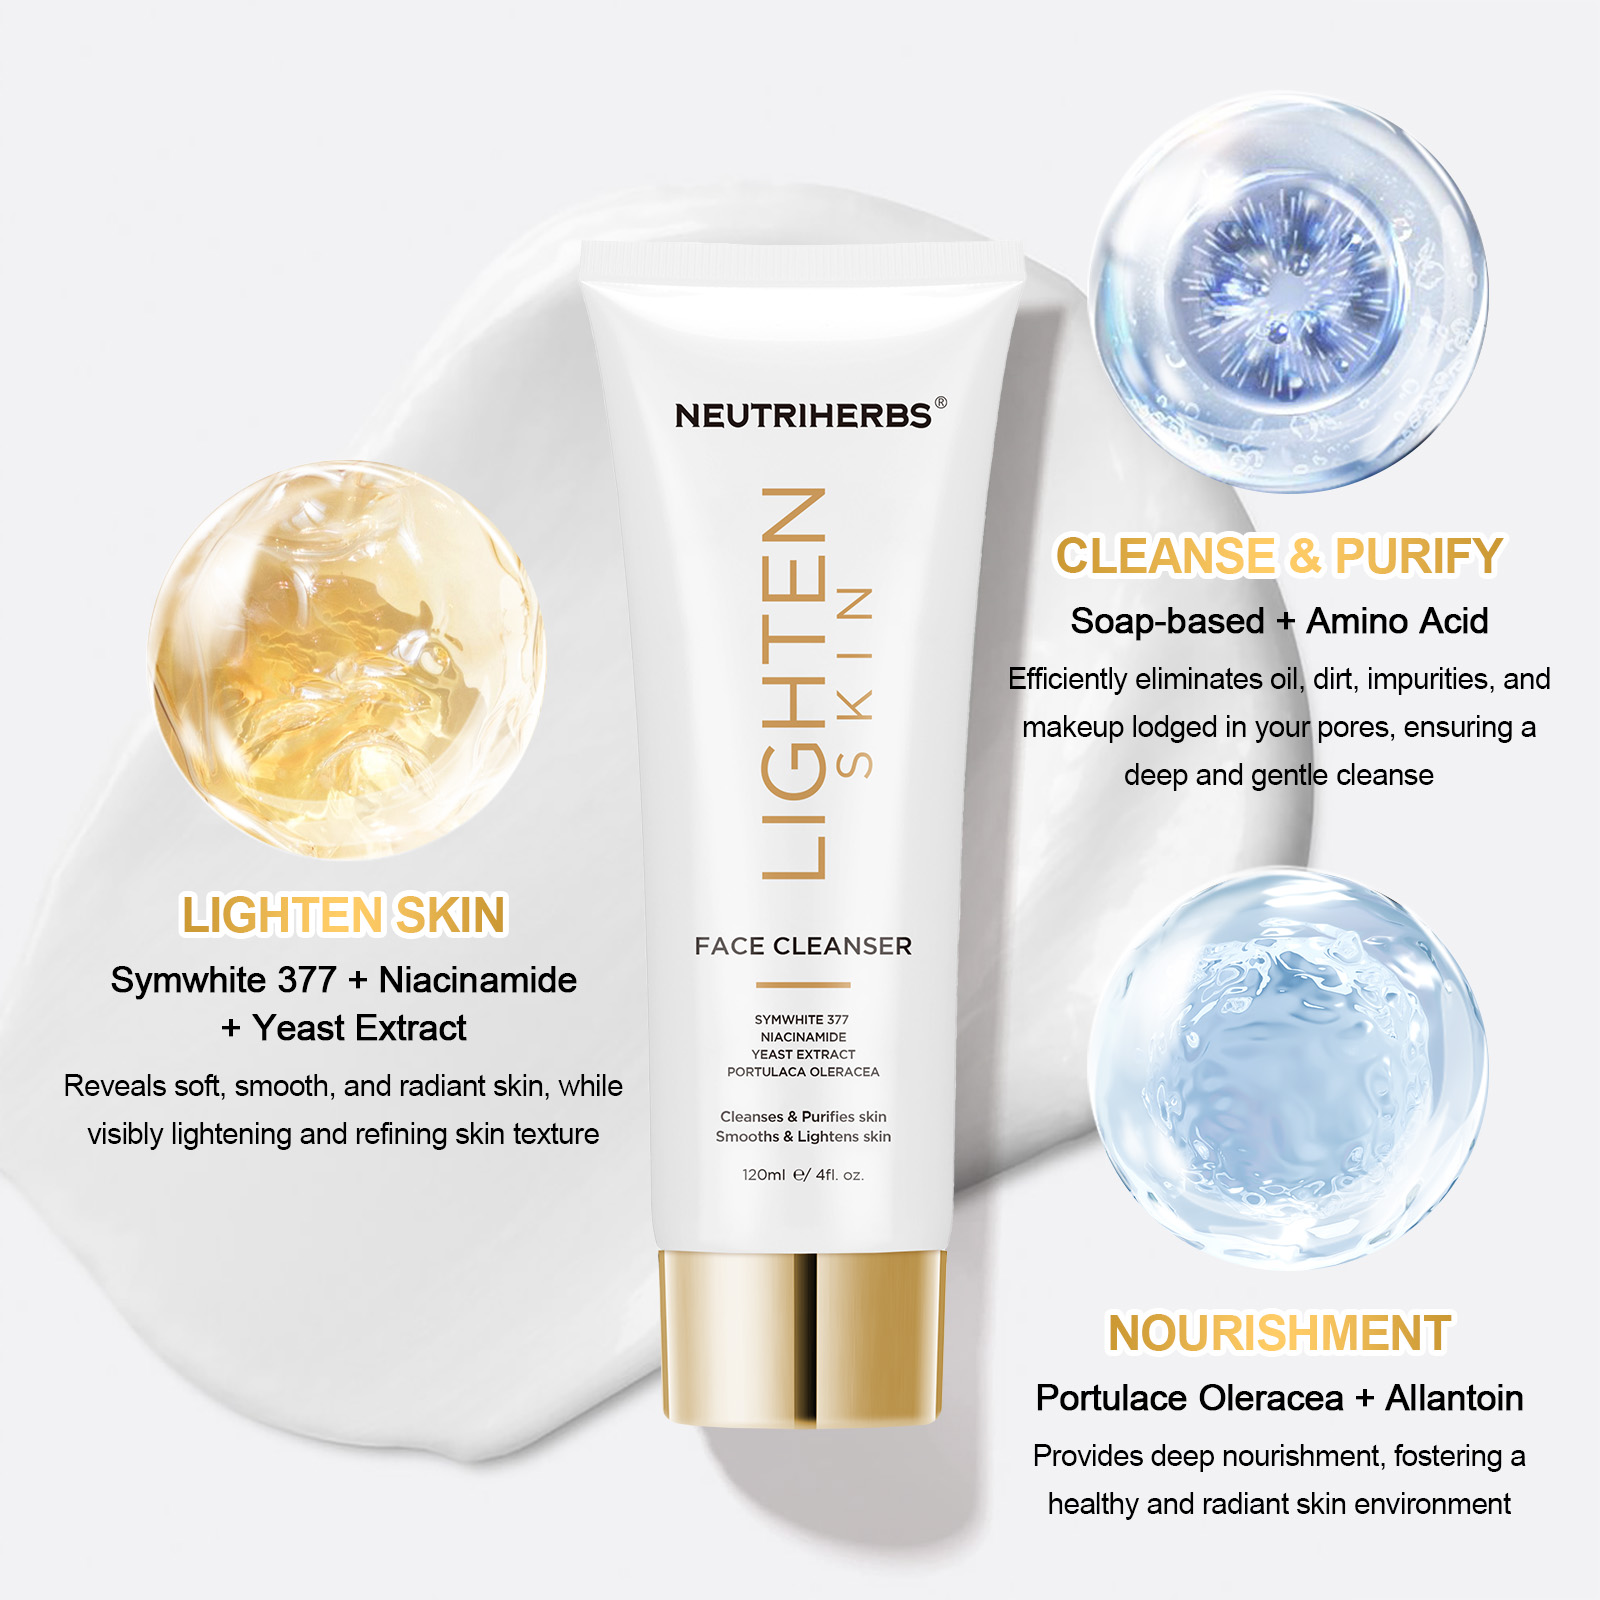 NEUTRIHERBS®
LIGHTEN
SKIN
FACE CLEANSER
SYMWHITE 377
NIACINAMIDE
YEAST EXTRACT
PORTULACA OLERACEA
Cleanses & Purifies skin
Smooths & Lightens skin
120ml ℮/ 4fl. oz.
LIGHTEN SKIN
Symwhite 377 + Niacinamide
+ Yeast Extract
Reveals soft, smooth, and radiant skin, while
visibly lightening and refining skin texture
CLEANSE & PURIFY
Soap-based + Amino Acid
Efficiently eliminates oil, dirt, impurities, and
makeup lodged in your pores, ensuring a
deep and gentle cleanse
NOURISHMENT
Portulace Oleracea + Allantoin
Provides deep nourishment, fostering a
healthy and radiant skin environment